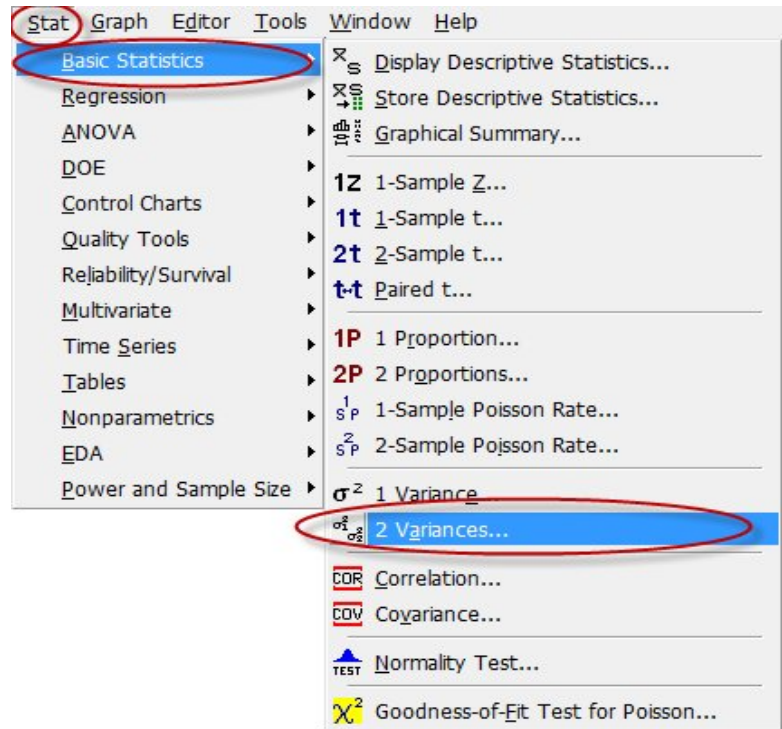 Stat Graph Editor Tools Window Help
Basic Statistics
Regression
ANOVA
DOE
Control Charts
Quality Tools
Reliability/Survival
Multivariate
Time Series
Tables
Nonparametrics
EDA
Power and Sample Size
x̄ s Display Descriptive Statistics...
x̄ s Store Descriptive Statistics...
Graphical Summary...
1Z 1-Sample Z...
1t 1-Sample t...
2t 2-Sample t...
t-t Paired t...
1P 1 Proportion...
2P 2 Proportions...
S 1 P 1-Sample Poisson Rate...
S 2 P 2-Sample Poisson Rate...
σ² 1 Variance...
σ₁² σ₂² 2 Variances...
COR Correlation...
COV Covariance...
TEST Normality Test...
χ² Goodness-of-Fit Test for Poisson...